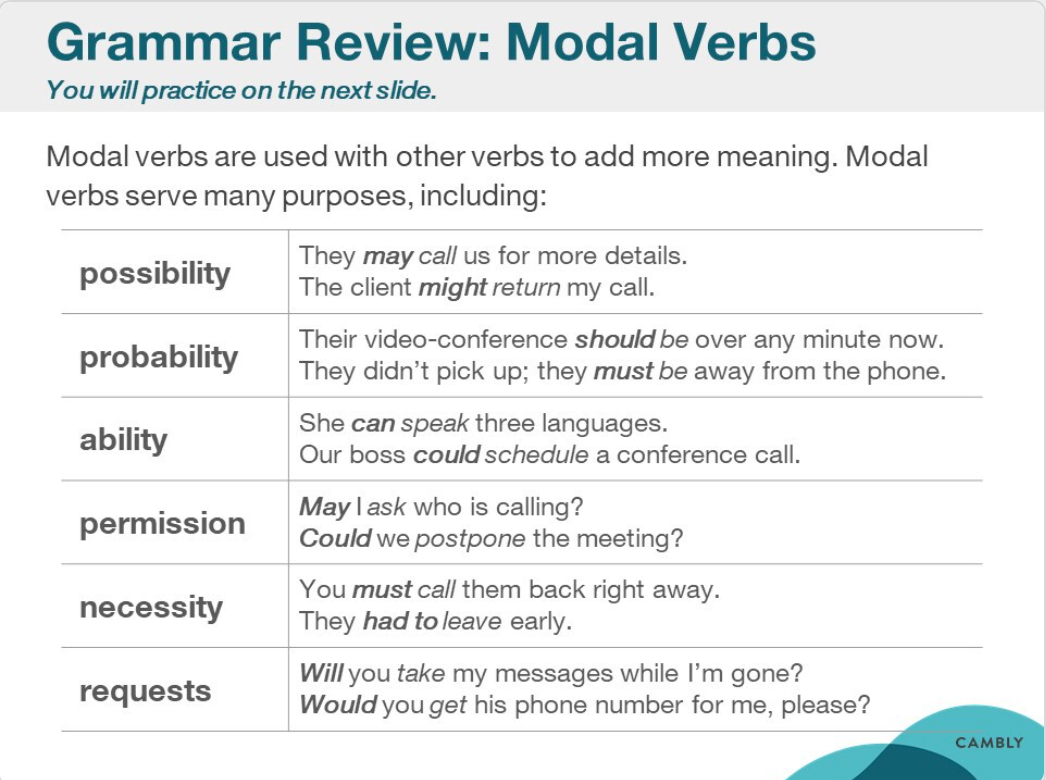 Grammar Review: Modal Verbs
You will practice on the next slide.
Modal verbs are used with other verbs to add more meaning. Modal
verbs serve many purposes, including:
possibility
They may call us for more details.
The client might return my call.
probability
Their video-conference should be over any minute now.
They didn’t pick up; they must be away from the phone.
ability
She can speak three languages.
Our boss could schedule a conference call.
permission
May I ask who is calling?
Could we postpone the meeting?
necessity
You must call them back right away.
They had to leave early.
requests
Will you take my messages while I’m gone?
Would you get his phone number for me, please?
CAMBLY